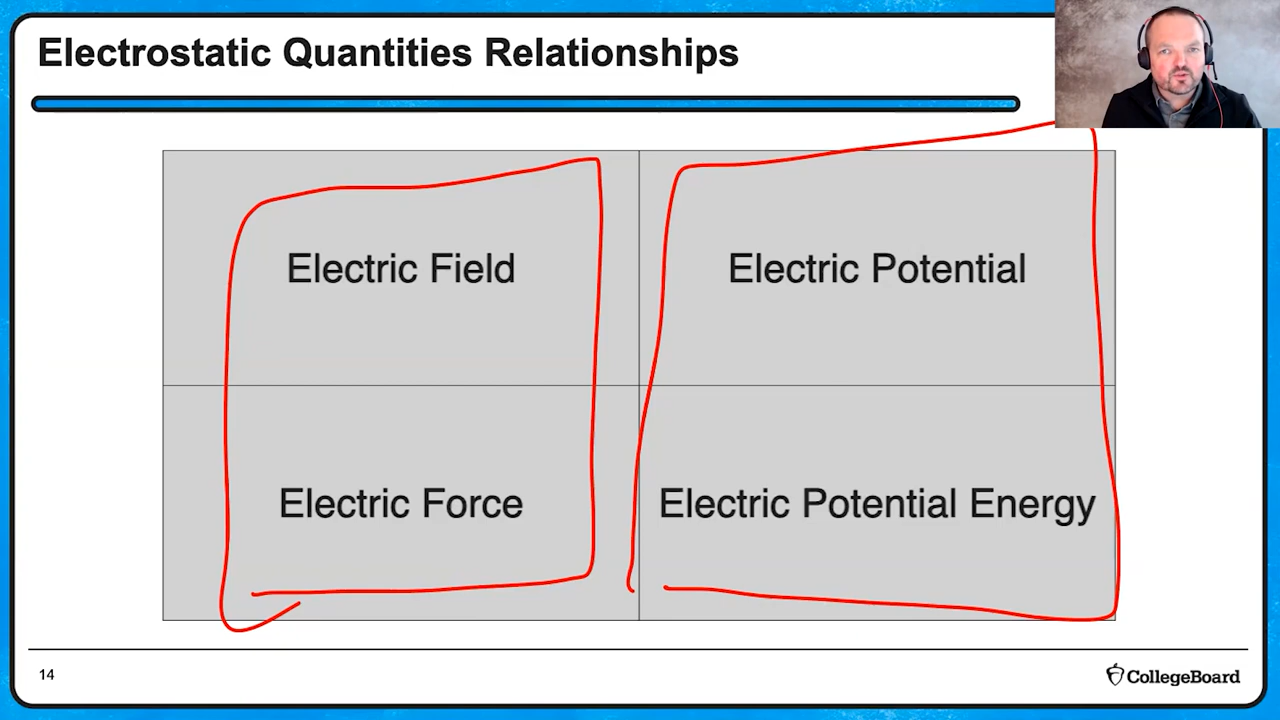 Electrostatic Quantities Relationships
Electric Field
Electric Potential
Electric Force
Electric Potential Energy
14
CollegeBoard